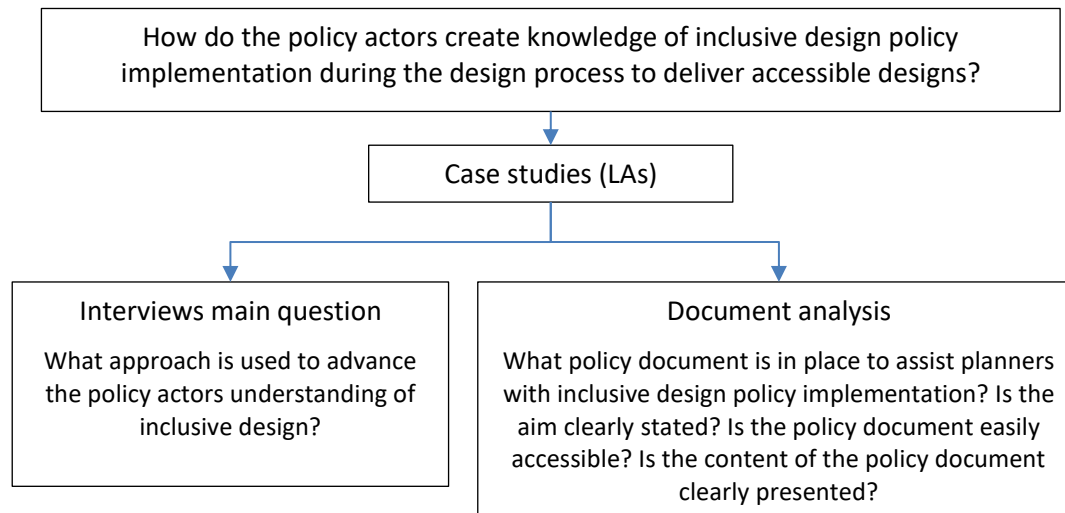 How do the policy actors create knowledge of inclusive design policy
implementation during the design process to deliver accessible designs?
Case studies (LAs)
Interviews main question
What approach is used to advance
the policy actors understanding of
inclusive design?
Document analysis
What policy document is in place to assist planners
with inclusive design policy implementation? Is the
aim clearly stated? Is the policy document easily
accessible? Is the content of the policy document
clearly presented?